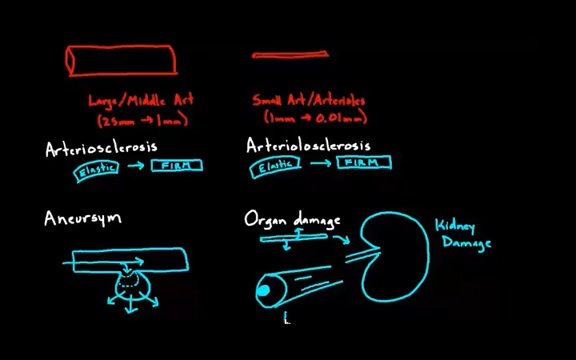 Large/Middle Art
(25mm → 1mm)
Small Art/Arterioles
(1mm → 0.01mm)
Arteriosclerosis
Elastic → FIRM
Arteriolosclerosis
Elastic → FIRM
Aneursym
Organ damage
Kidney
Damage
L